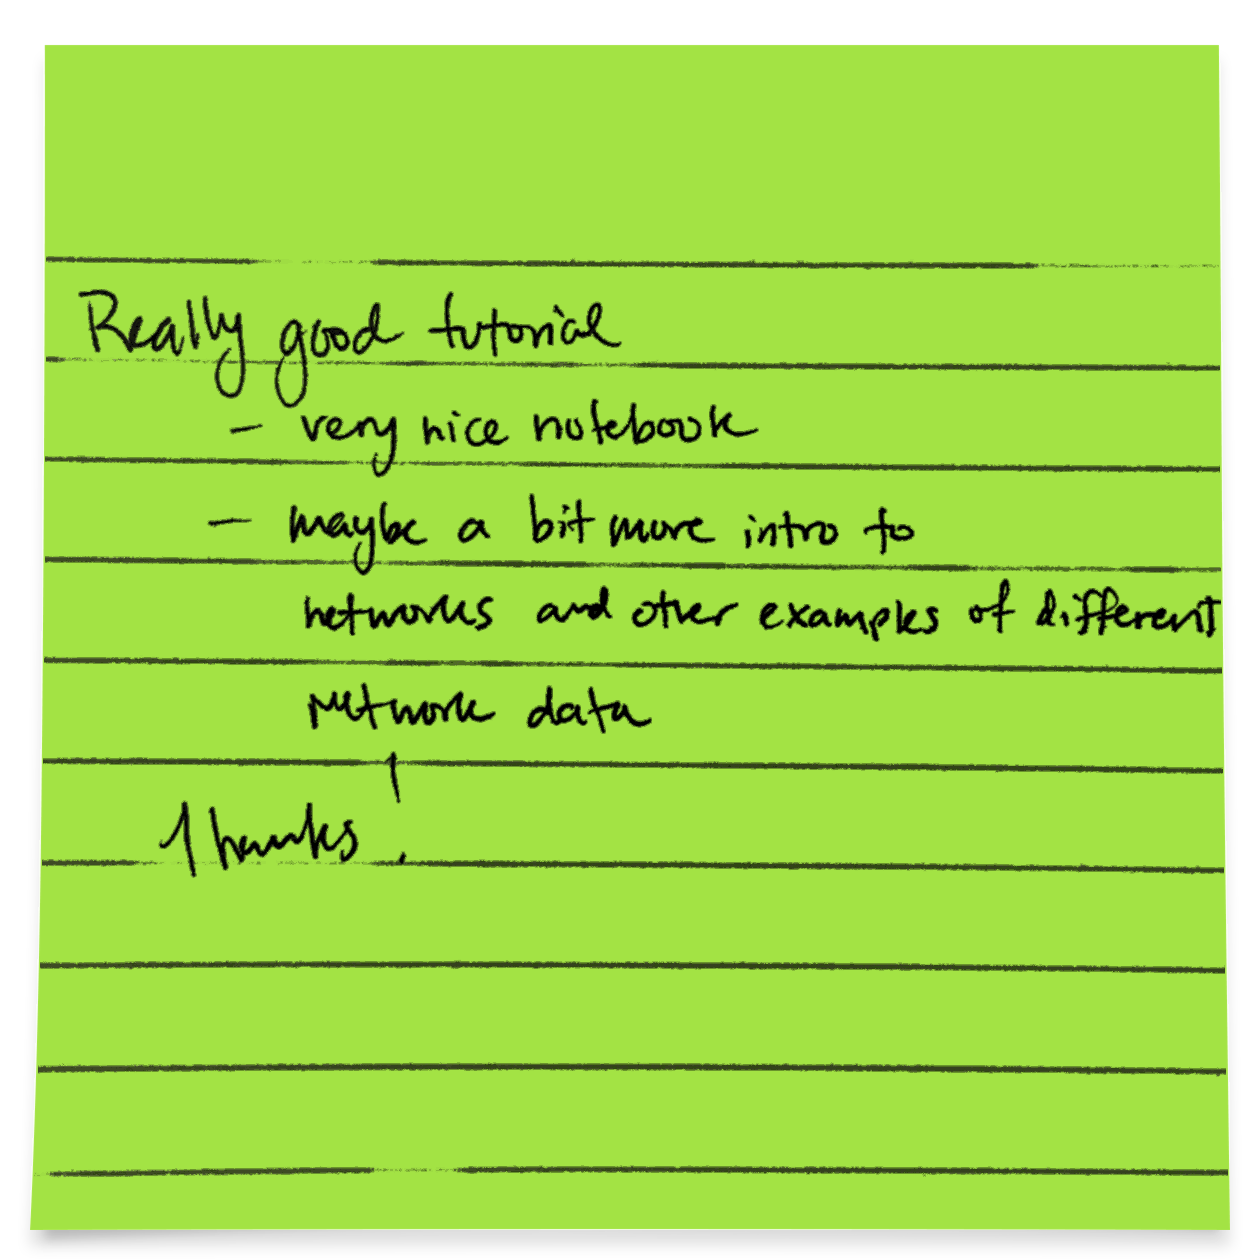 Really good tutorial
- very nice notebook
- maybe a bit more intro to
networks and other examples of different
network data
Thanks!